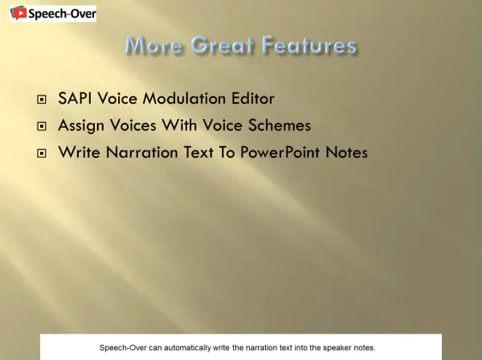 Speech-Over
More Great Features
SAPI Voice Modulation Editor
Assign Voices With Voice Schemes
Write Narration Text To PowerPoint Notes
Speech-Over can automatically write the narration text into the speaker notes.